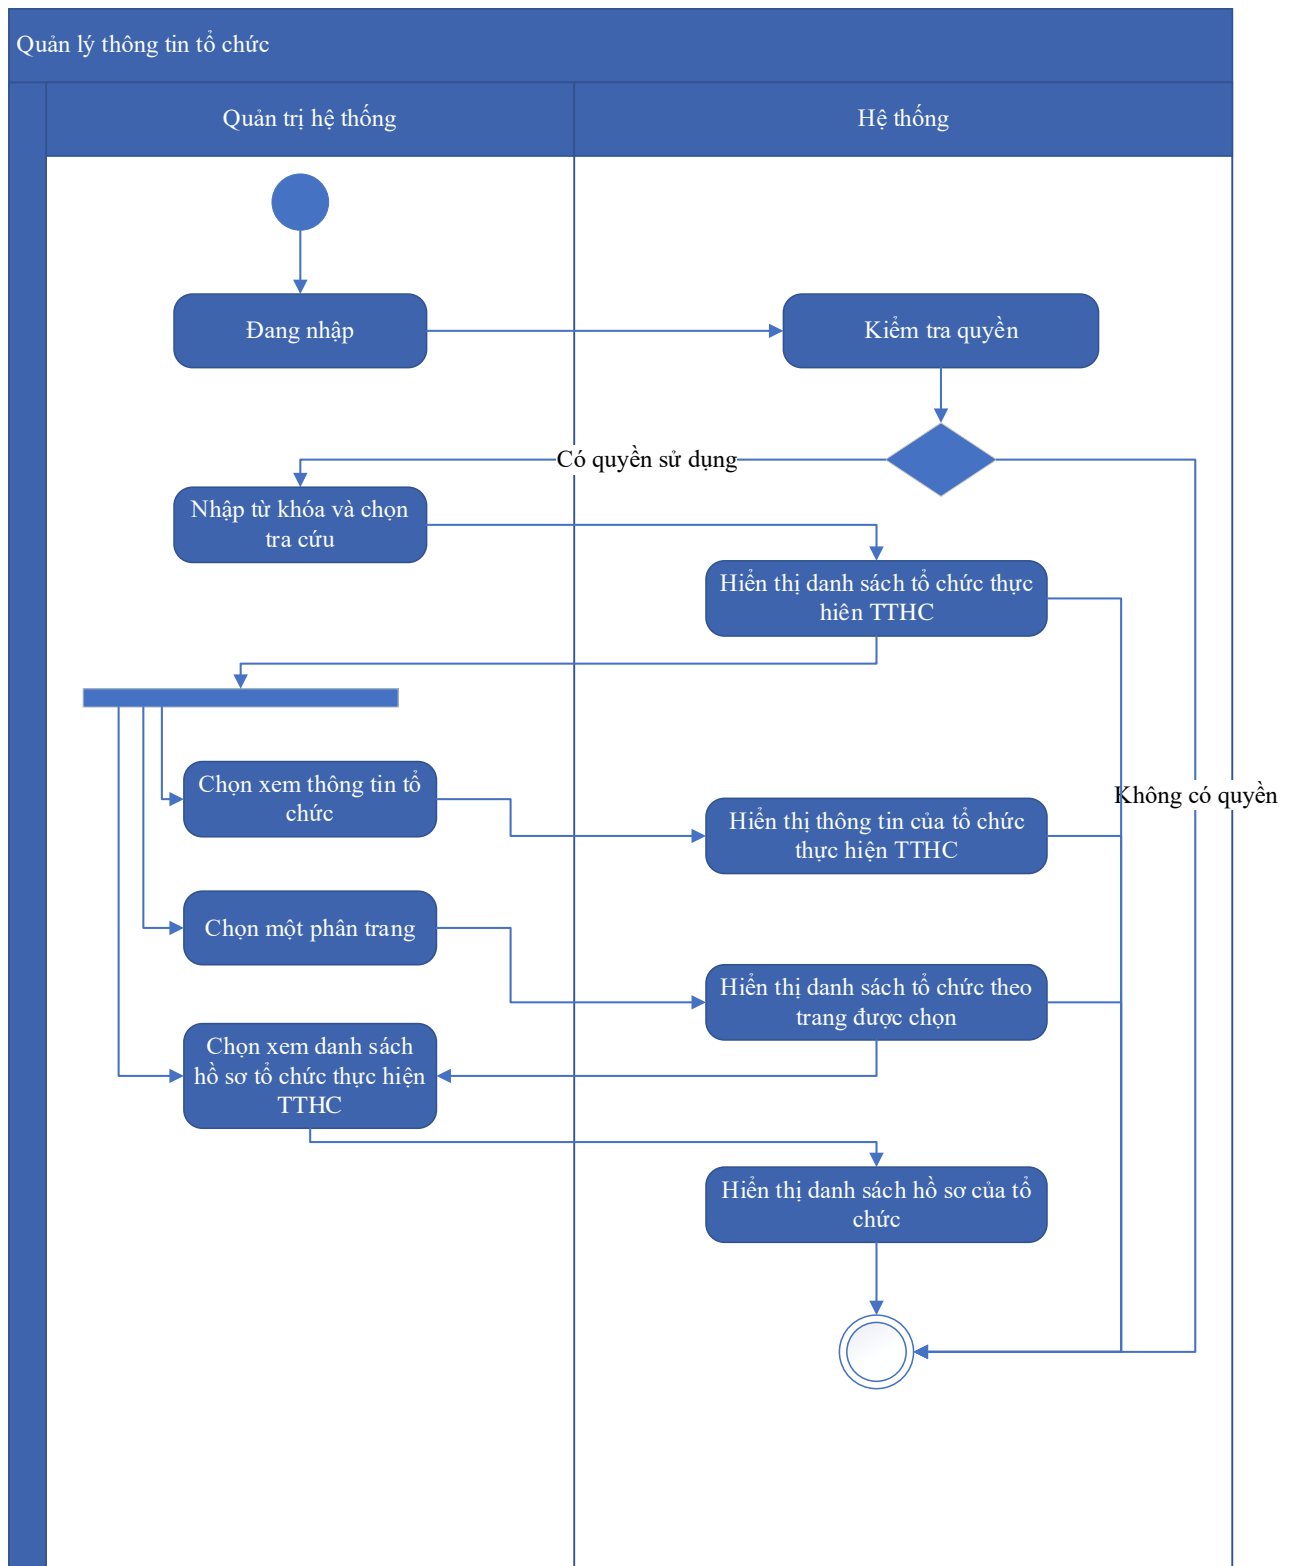 Quản lý thông tin tổ chức
Quản trị hệ thống
Hệ thống
Đang nhập
Kiểm tra quyền
Có quyền sử dụng
Nhập từ khóa và chọn
tra cứu
Hiển thị danh sách tổ chức thực
hiên TTHC
Chọn xem thông tin tổ
chức
Không có quyền
Hiển thị thông tin của tổ chức
thực hiện TTHC
Chọn một phân trang
Hiển thị danh sách tổ chức theo
trang được chọn
Chọn xem danh sách
hồ sơ tổ chức thực hiện
TTHC
Hiển thị danh sách hồ sơ của tổ
chức